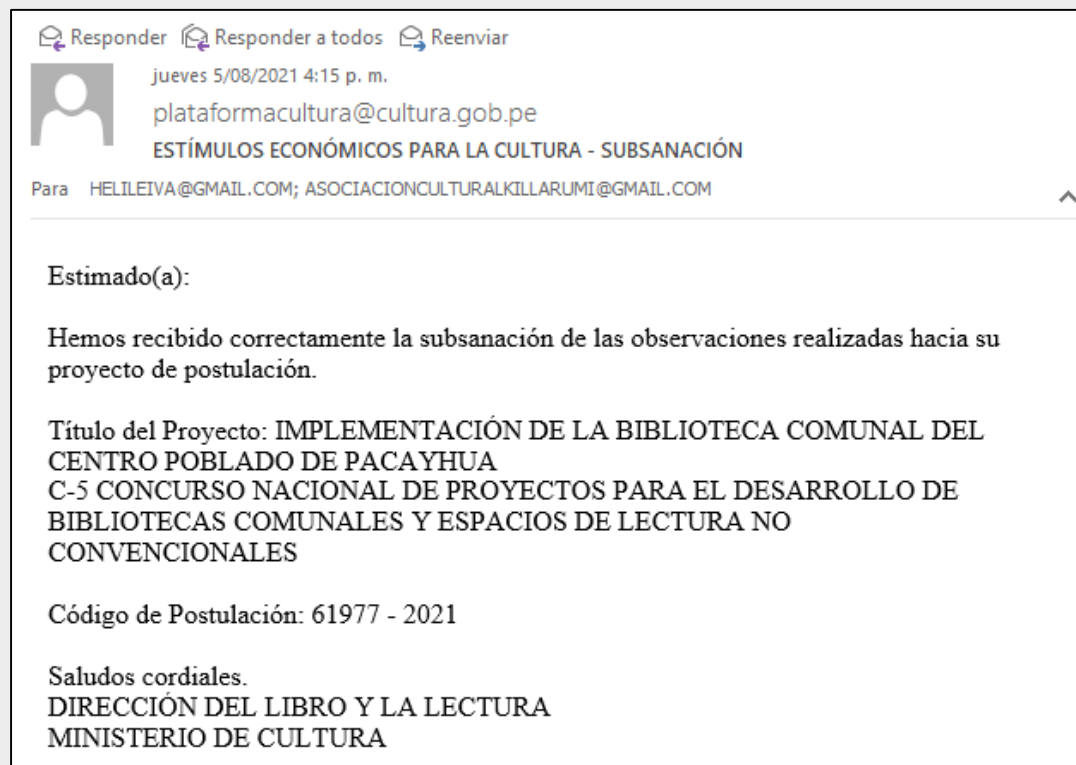 Responder Responder a todos Reenviar
jueves 5/08/2021 4:15 p. m.
plataformacultura@cultura.gob.pe
ESTÍMULOS ECONÓMICOS PARA LA CULTURA - SUBSANACIÓN
Para HELILEIVA@GMAIL.COM; ASOCIACIONCULTURALKILLARUMI@GMAIL.COM
Estimado(a):
Hemos recibido correctamente la subsanación de las observaciones realizadas hacia su
proyecto de postulación.
Título del Proyecto: IMPLEMENTACIÓN DE LA BIBLIOTECA COMUNAL DEL
CENTRO POBLADO DE PACAYHUA
C-5 CONCURSO NACIONAL DE PROYECTOS PARA EL DESARROLLO DE
BIBLIOTECAS COMUNALES Y ESPACIOS DE LECTURA NO
CONVENCIONALES
Código de Postulación: 61977 - 2021
Saludos cordiales.
DIRECCIÓN DEL LIBRO Y LA LECTURA
MINISTERIO DE CULTURA